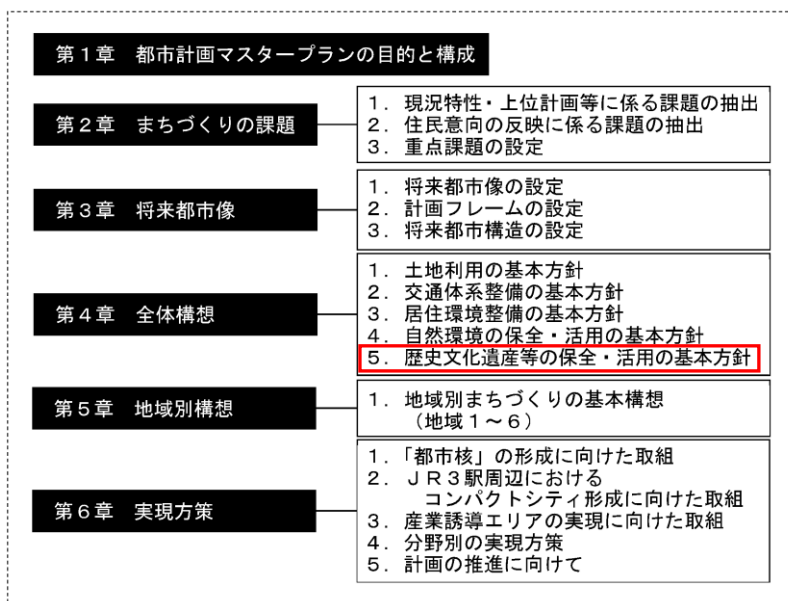 第１章　都市計画マスタープランの目的と構成
第２章　まちづくりの課題
１．現況特性・上位計画等に係る課題の抽出
２．住民意向の反映に係る課題の抽出
３．重点課題の設定
第３章　将来都市像
１．将来都市像の設定
２．計画フレームの設定
３．将来都市構造の設定
第４章　全体構想
１．土地利用の基本方針
２．交通体系整備の基本方針
３．居住環境整備の基本方針
４．自然環境の保全・活用の基本方針
５．歴史文化遺産等の保全・活用の基本方針
第５章　地域別構想
１．地域別まちづくりの基本構想
（地域１～６）
第６章　実現方策
１．「都市核」の形成に向けた取組
２．ＪＲ３駅周辺における
コンパクトシティ形成に向けた取組
３．産業誘導エリアの実現に向けた取組
４．分野別の実現方策
５．計画の推進に向けて